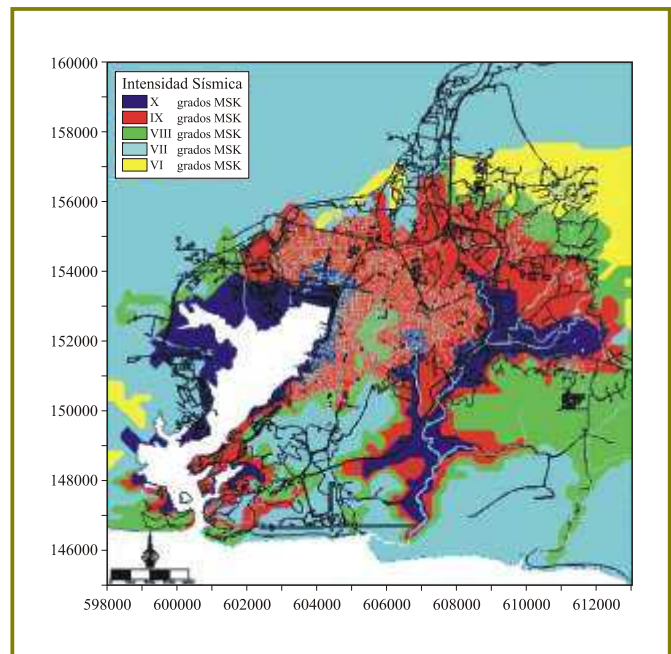 Intensidad Sísmica
X grados MSK
IX grados MSK
VIII grados MSK
VII grados MSK
VI grados MSK
160000
158000
156000
154000
152000
150000
148000
146000
598000 600000 602000 604000 606000 608000 610000 612000